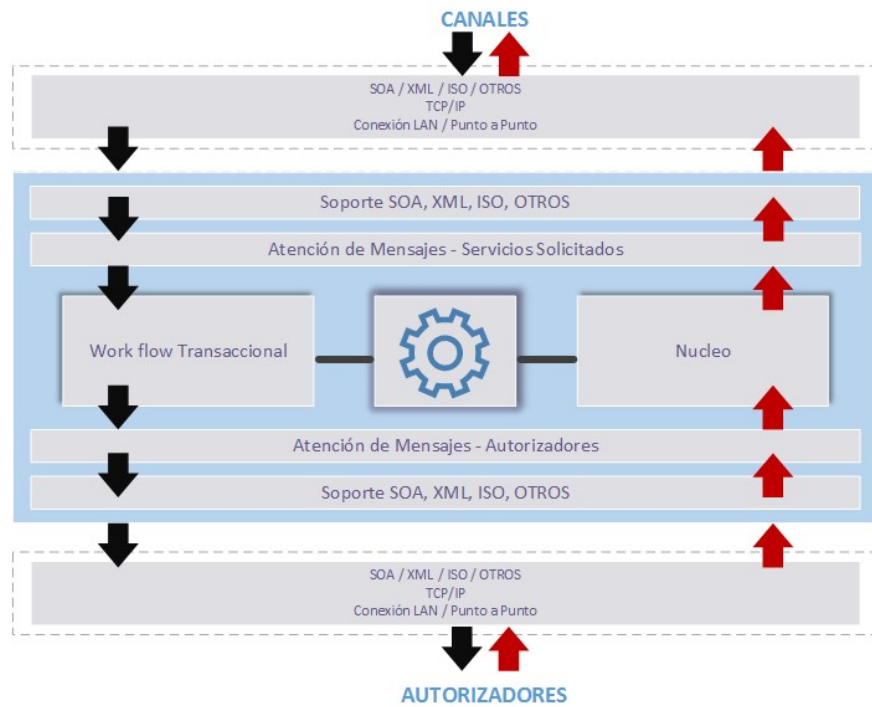 CANALES
SOA / XML / ISO / OTROS
TCP/IP
Conexión LAN / Punto a Punto
Soporte SOA, XML, ISO, OTROS
Atención de Mensajes - Servicios Solicitados
Work flow Transaccional
Nucleo
Atención de Mensajes - Autorizadores
Soporte SOA, XML, ISO, OTROS
SOA / XML / ISO / OTROS
TCP/IP
Conexión LAN / Punto a Punto
AUTORIZADORES